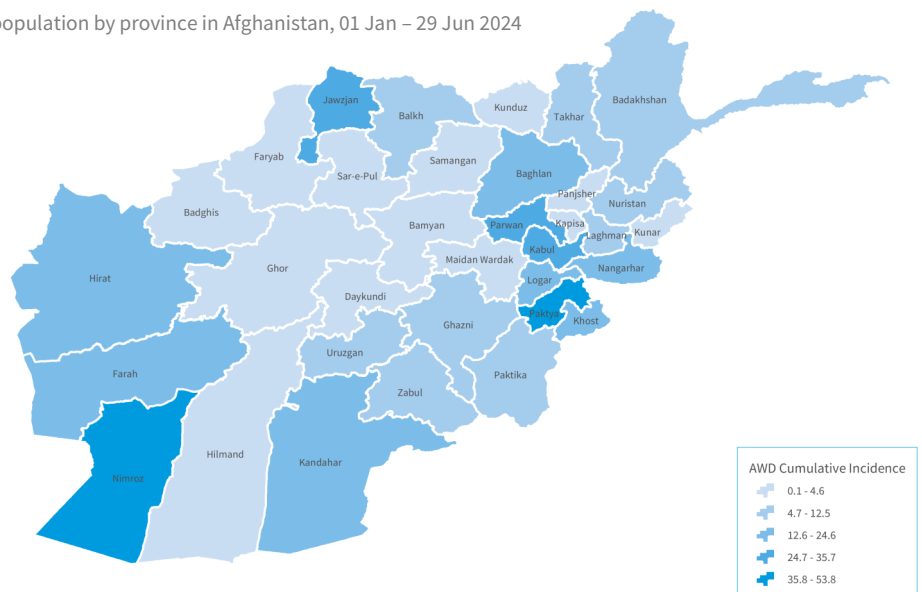 population by province in Afghanistan, 01 Jan – 29 Jun 2024
Jawzjan
Balkh
Kunduz
Takhar
Badakhshan
Faryab
Sar-e-Pul
Samangan
Baghlan
Panjsher
Nuristan
Badghis
Bamyan
Parwan
Kapisa
Laghman
Kunar
Hirat
Ghor
Maidan Wardak
Kabul
Nangarhar
Logar
Daykundi
Ghazni
Paktya
Khost
Uruzgan
Farah
Zabul
Paktika
Nimroz
Hilmand
Kandahar
AWD Cumulative Incidence
0.1 - 4.6
4.7 - 12.5
12.6 - 24.6
24.7 - 35.7
35.8 - 53.8